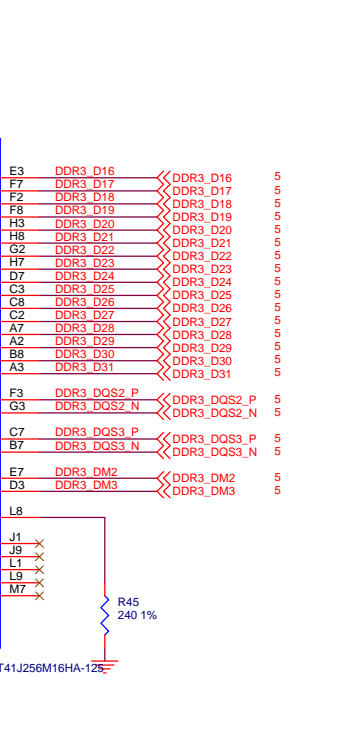 E3 DDR3_D16 DDR3_D16 5
F7 DDR3_D17 DDR3_D17 5
F2 DDR3_D18 DDR3_D18 5
F8 DDR3_D19 DDR3_D19 5
H3 DDR3_D20 DDR3_D20 5
H8 DDR3_D21 DDR3_D21 5
G2 DDR3_D22 DDR3_D22 5
H7 DDR3_D23 DDR3_D23 5
D7 DDR3_D24 DDR3_D24 5
C3 DDR3_D25 DDR3_D25 5
C8 DDR3_D26 DDR3_D26 5
C2 DDR3_D27 DDR3_D27 5
A7 DDR3_D28 DDR3_D28 5
A2 DDR3_D29 DDR3_D29 5
B8 DDR3_D30 DDR3_D30 5
A3 DDR3_D31 DDR3_D31 5
F3 DDR3_DQS2_P DDR3_DQS2_P 5
G3 DDR3_DQS2_N DDR3_DQS2_N 5
C7 DDR3_DQS3_P DDR3_DQS3_P 5
B7 DDR3_DQS3_N DDR3_DQS3_N 5
E7 DDR3_DM2 DDR3_DM2 5
D3 DDR3_DM3 DDR3_DM3 5
L8
J1
J9
L1
L9
M7
R45
240 1%
T41J256M16HA-125